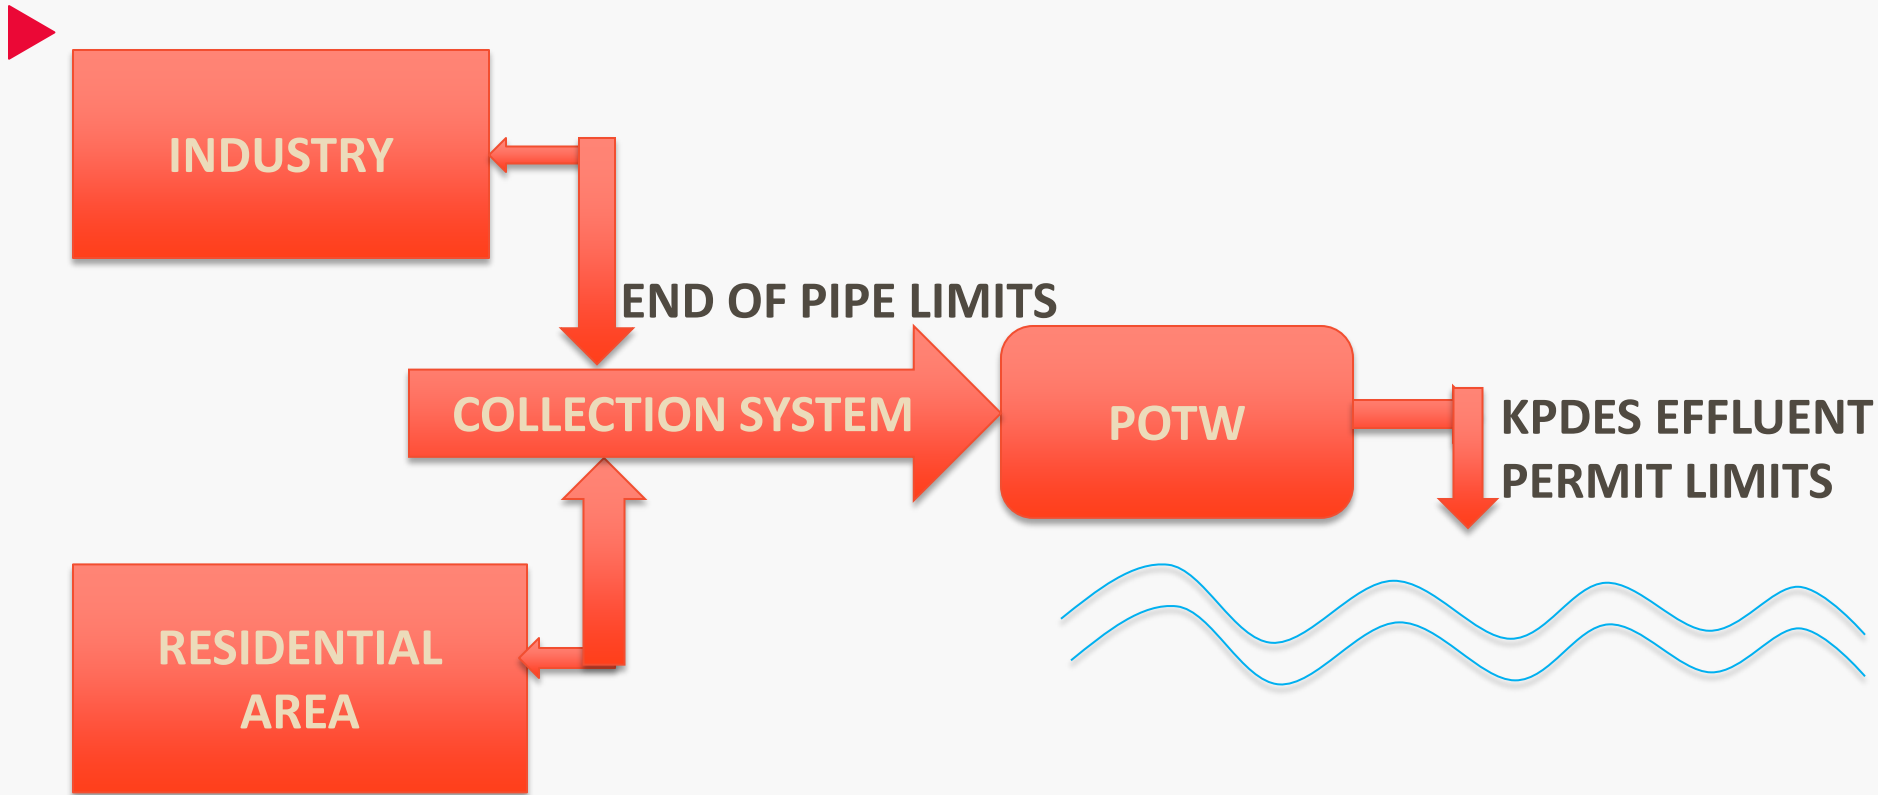 INDUSTRY
END OF PIPE LIMITS
COLLECTION SYSTEM
POTW
KPDES EFFLUENT
PERMIT LIMITS
RESIDENTIAL
AREA